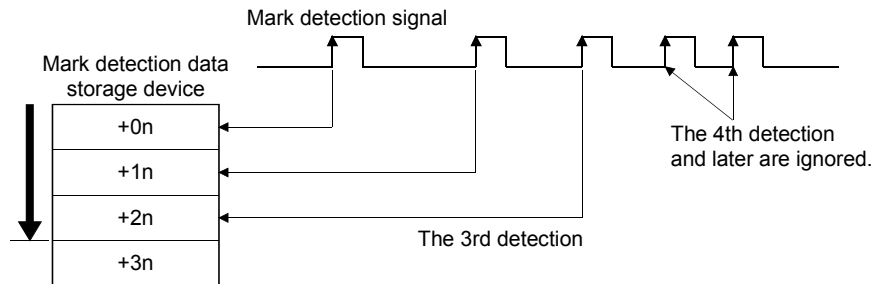 Mark detection signal
Mark detection data
storage device
+0n
+1n
+2n
+3n
The 3rd detection
The 4th detection
and later are ignored.